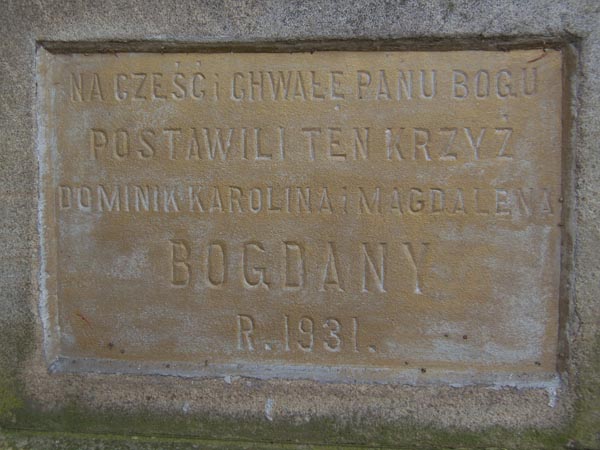 NA CZEŚĆ i CHWAŁĘ PANU BOGU
POSTAWILI TEN KRZYŻ
DOMINIK KAROLINA i MAGDALENA
BOGDANY
R. 1931.